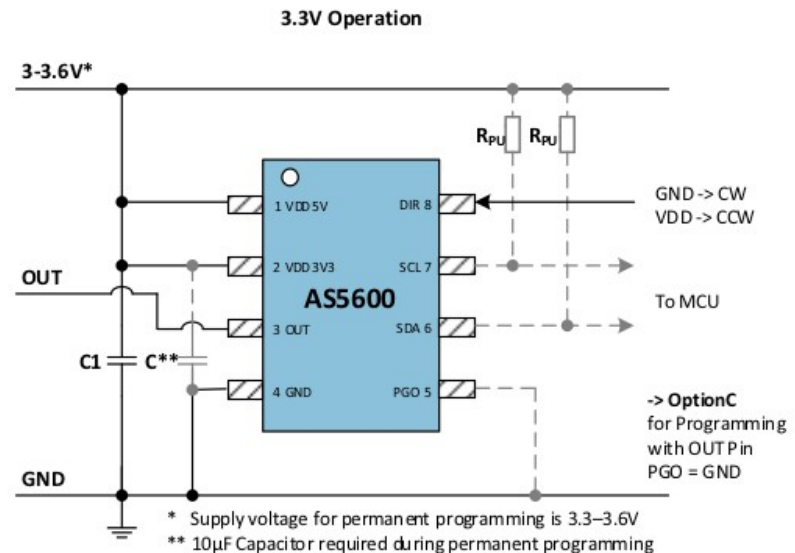 3.3V Operation
3-3.6V*
RPU RPU
1 VDD5V
DIR 8
GND -> CW
VDD -> CCW
2 VDD3V3
SCL 7
OUT
AS5600
To MCU
3 OUT
SDA 6
C1
C**
4 GND
PGO 5
-> OptionC
for Programming
with OUT Pin
PGO = GND
GND
* Supply voltage for permanent programming is 3.3–3.6V
** 10µF Capacitor required during permanent programming